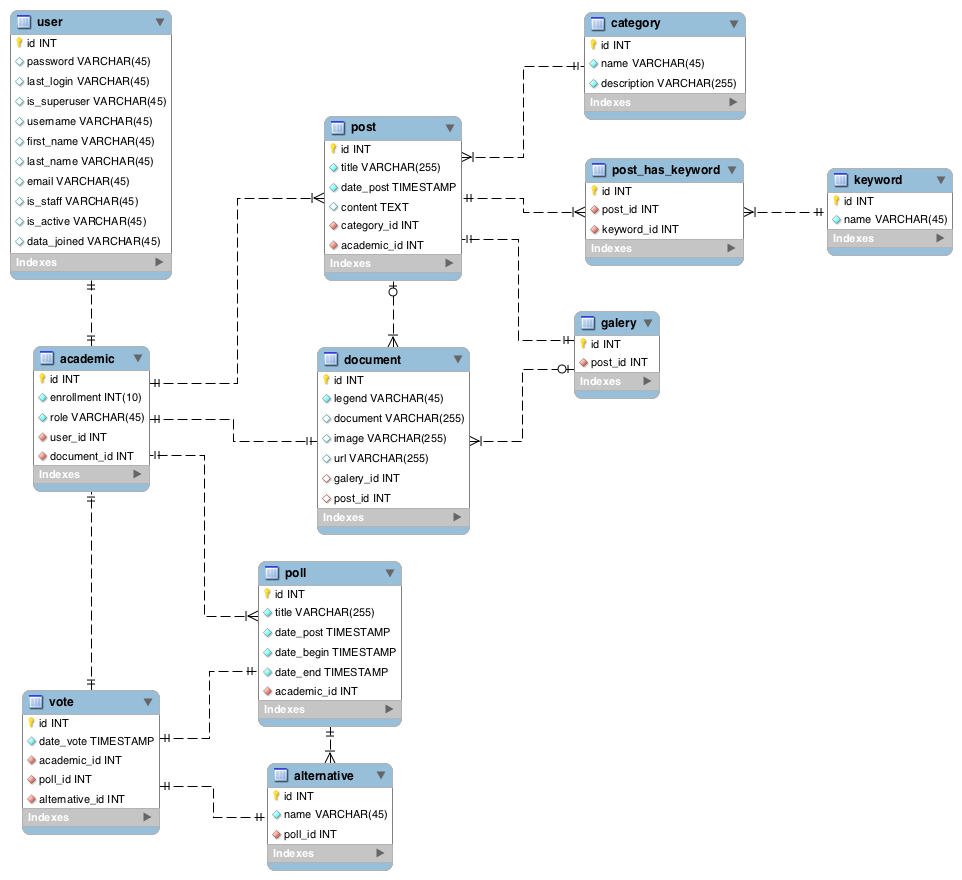 user
id INT
password VARCHAR(45)
last_login VARCHAR(45)
is_superuser VARCHAR(45)
username VARCHAR(45)
first_name VARCHAR(45)
last_name VARCHAR(45)
email VARCHAR(45)
is_staff VARCHAR(45)
is_active VARCHAR(45)
data_joined VARCHAR(45)
Indexes
category
id INT
name VARCHAR(45)
description VARCHAR(255)
Indexes
post
id INT
title VARCHAR(255)
date_post TIMESTAMP
content TEXT
category_id INT
academic_id INT
Indexes
post_has_keyword
id INT
post_id INT
keyword_id INT
Indexes
keyword
id INT
name VARCHAR(45)
Indexes
galery
id INT
post_id INT
Indexes
academic
id INT
enrollment INT(10)
role VARCHAR(45)
user_id INT
document_id INT
Indexes
document
id INT
legend VARCHAR(45)
document VARCHAR(255)
image VARCHAR(255)
url VARCHAR(255)
galery_id INT
post_id INT
Indexes
poll
id INT
title VARCHAR(255)
date_post TIMESTAMP
date_begin TIMESTAMP
date_end TIMESTAMP
academic_id INT
Indexes
vote
id INT
date_vote TIMESTAMP
academic_id INT
poll_id INT
alternative_id INT
Indexes
alternative
id INT
name VARCHAR(45)
poll_id INT
Indexes